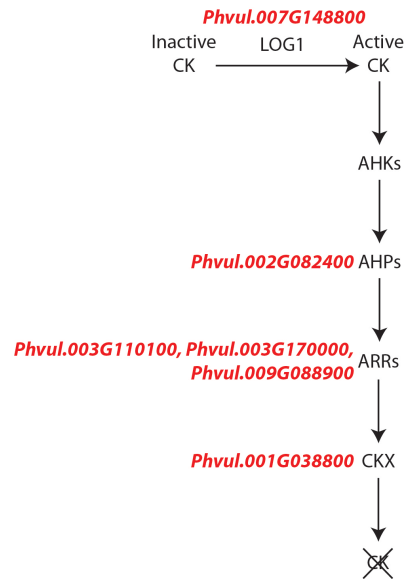 Phvul.007G148800
Inactive CK
LOG1
Active CK
AHKs
Phvul.002G082400 AHPs
Phvul.003G110100, Phvul.003G170000,
Phvul.009G088900
ARRs
Phvul.001G038800 CKX
CK